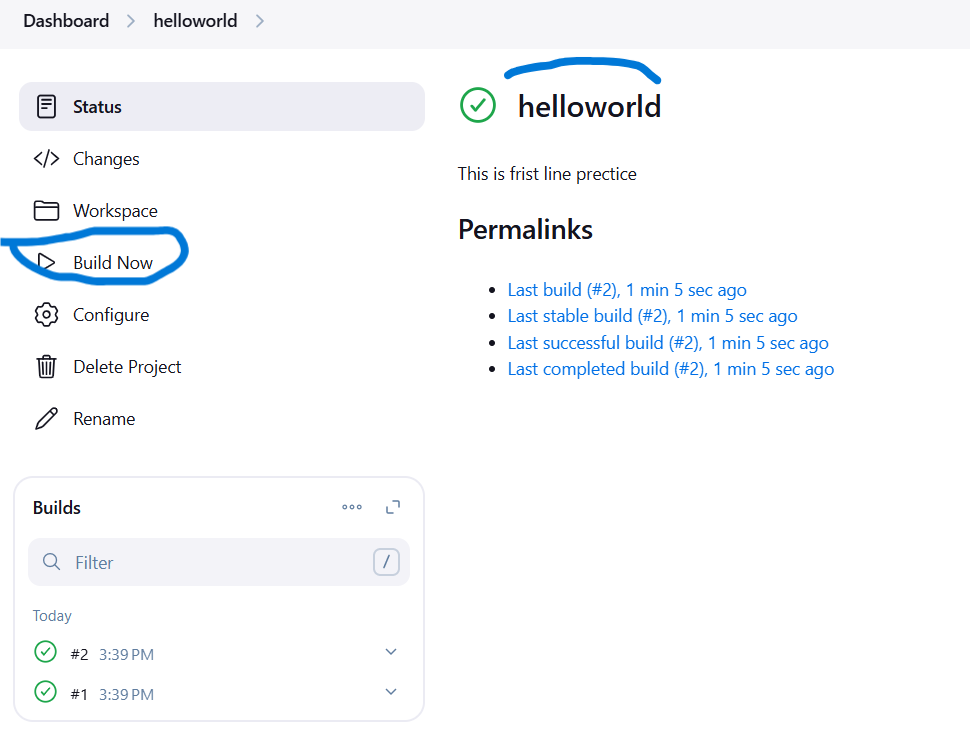 Dashboard > helloworld >
Status
Changes
Workspace
Build Now
Configure
Delete Project
Rename
Builds
Filter /
Today
#2 3:39 PM
#1 3:39 PM
helloworld
This is frist line prectice
Permalinks
Last build (#2), 1 min 5 sec ago
Last stable build (#2), 1 min 5 sec ago
Last successful build (#2), 1 min 5 sec ago
Last completed build (#2), 1 min 5 sec ago